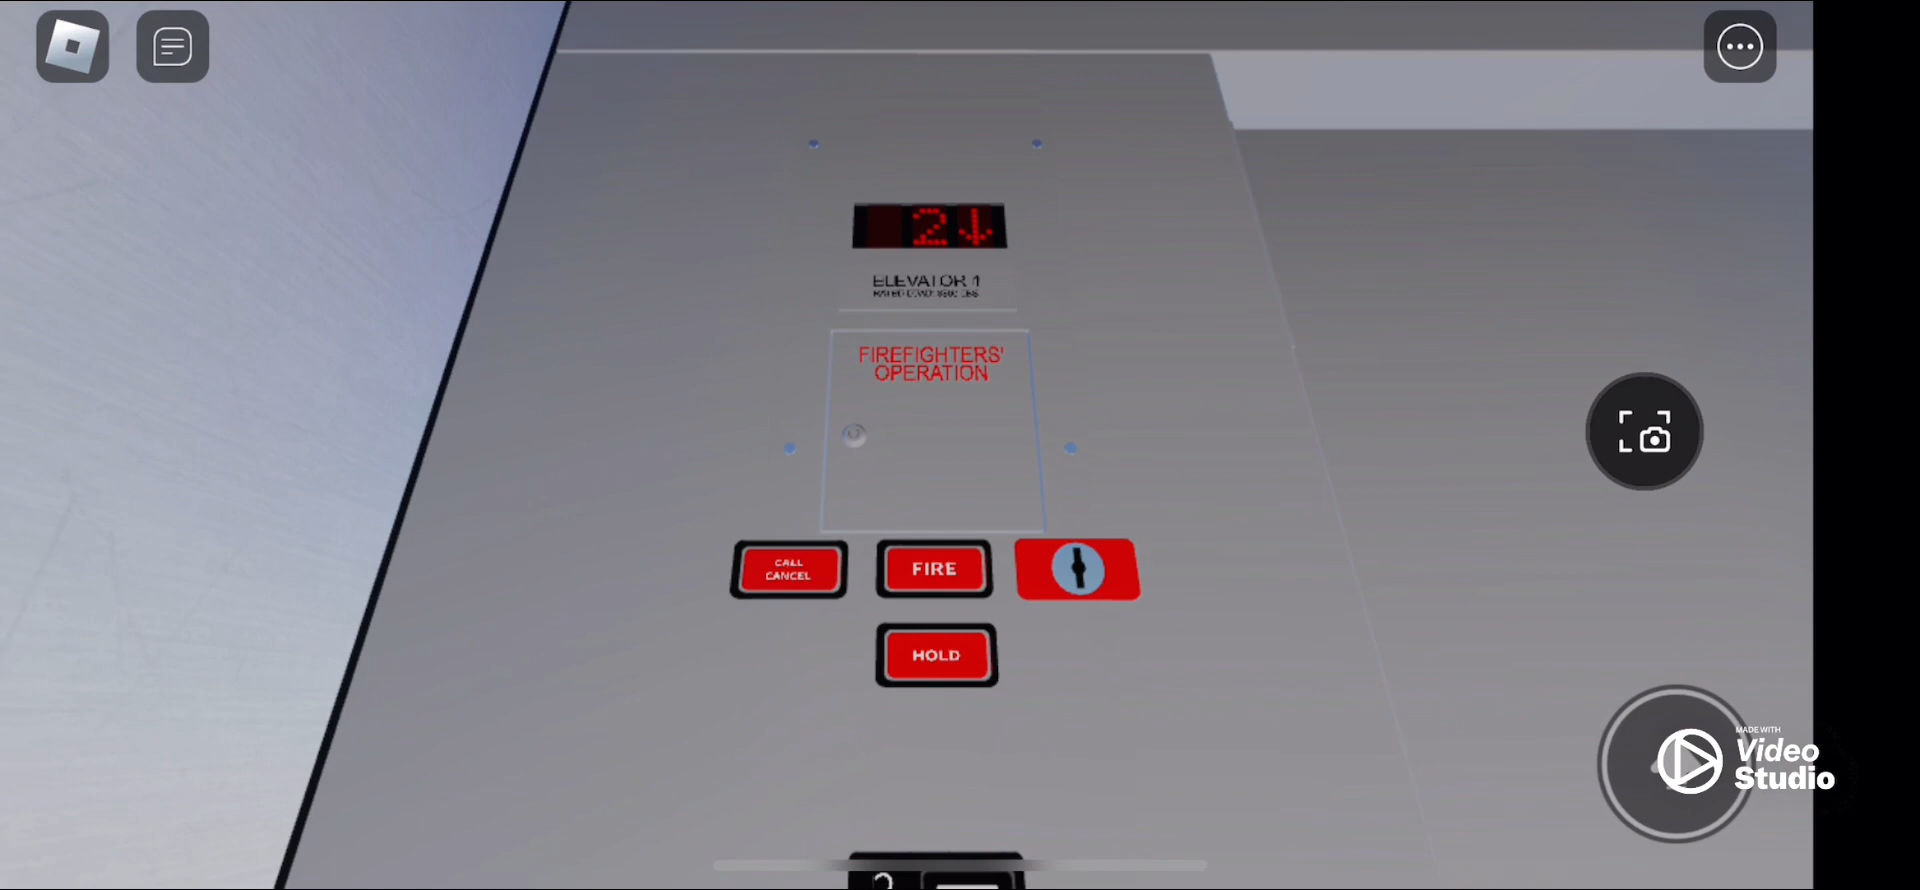 2↓
ELEVATOR 1
FIREFIGHTERS'
OPERATION
CALL
CANCEL
FIRE
HOLD
MADE WITH
Video
Studio